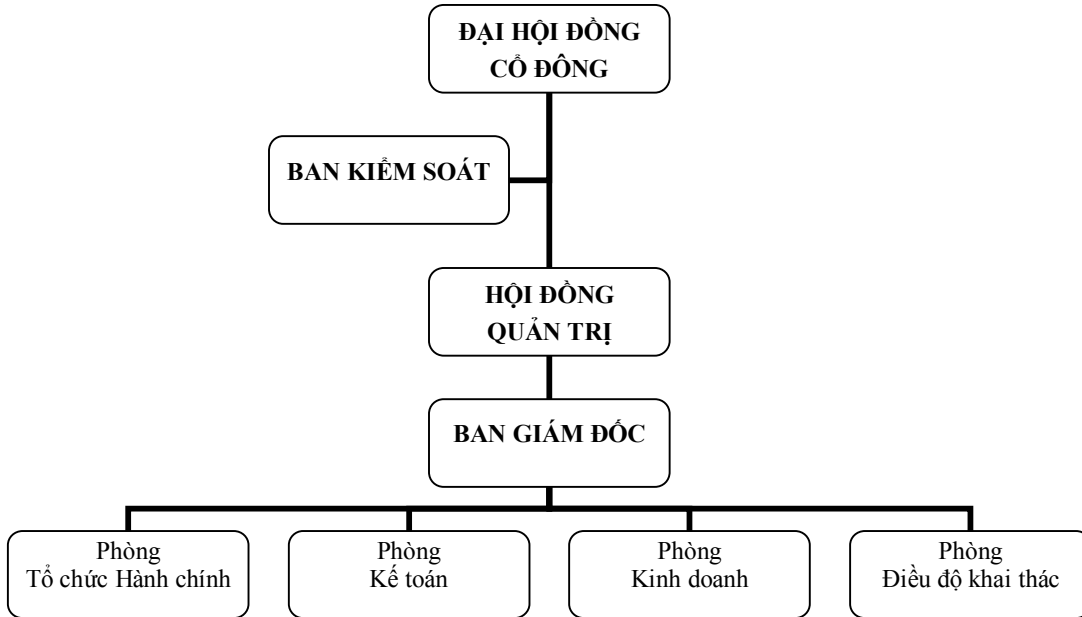 ĐẠI HỘI ĐỒNG
CỔ ĐÔNG
BAN KIỂM SOÁT
HỘI ĐỒNG
QUẢN TRỊ
BAN GIÁM ĐỐC
Phòng
Tổ chức Hành chính
Phòng
Kế toán
Phòng
Kinh doanh
Phòng
Điều độ khai thác